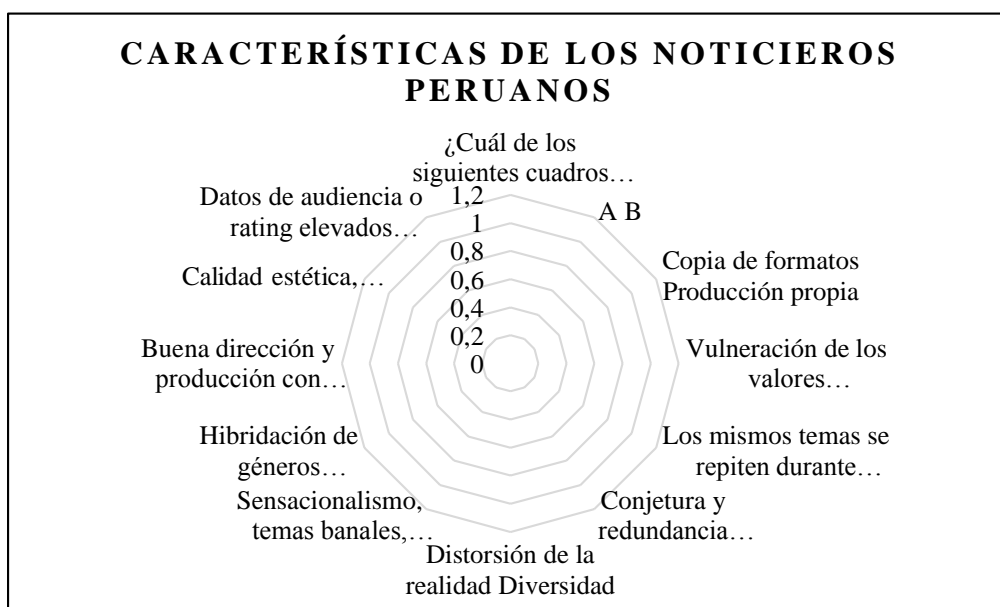 CARACTERÍSTICAS DE LOS NOTICIEROS
PERUANOS
¿Cuál de los
siguientes cuadros…
A B
Copia de formatos
Producción propia
Vulneración de los
valores…
Los mismos temas se
repiten durante…
Conjetura y
redundancia…
Distorsión de la
realidad Diversidad
Sensacionalismo,
temas banales,…
Hibridación de
géneros…
Buena dirección y
producción con…
Calidad estética,…
Datos de audiencia o
rating elevados…
1,2
1
0,8
0,6
0,4
0,2
0